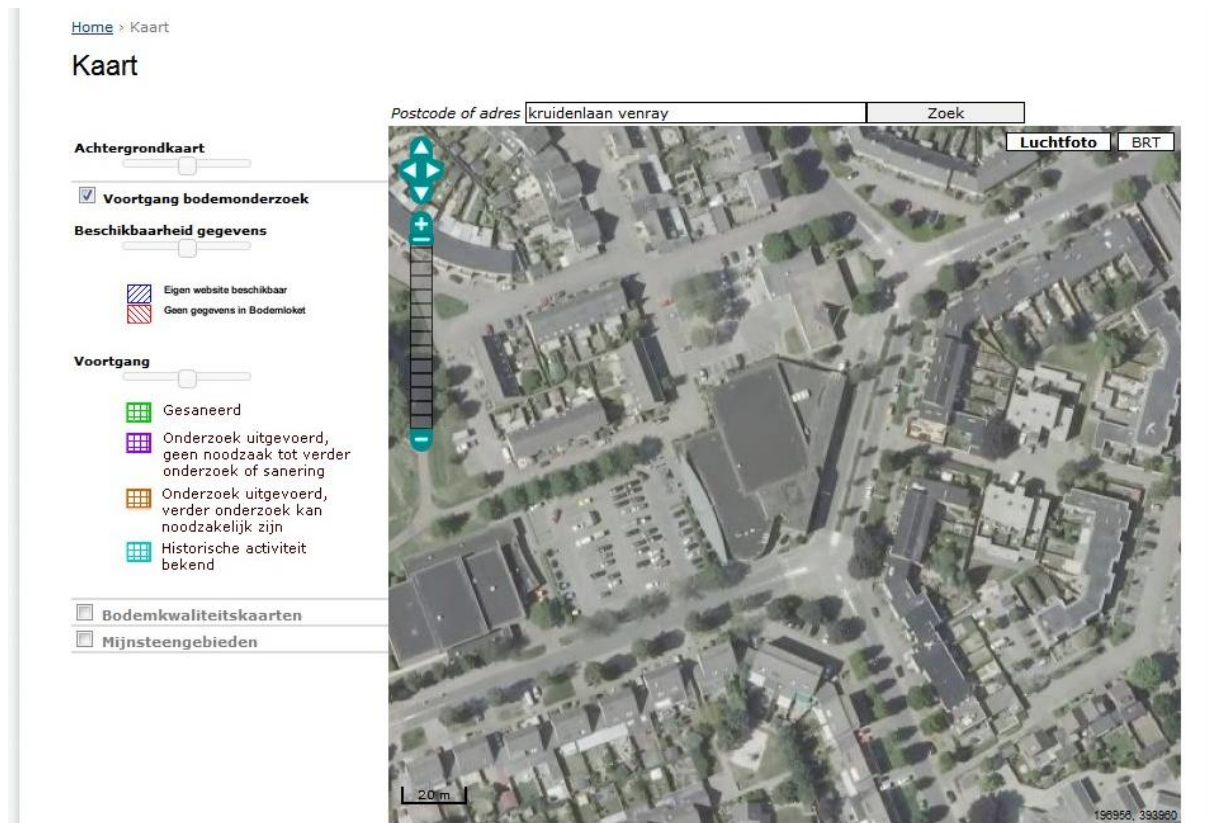 Home › Kaart
Kaart
Postcode of adres kruidenlaan venray Zoek
Luchtfoto BRT
Achtergrondkaart
Voortgang bodemonderzoek
Beschikbaarheid gegevens
Eigen website beschikbaar
Geen gegevens in Bodemloket
Voortgang
Gesaneerd
Onderzoek uitgevoerd,
geen noodzaak tot verder
onderzoek of sanering
Onderzoek uitgevoerd,
verder onderzoek kan
noodzakelijk zijn
Historische activiteit
bekend
Bodemkwaliteitskaarten
Mijnsteengebieden
20 m
196956, 393960